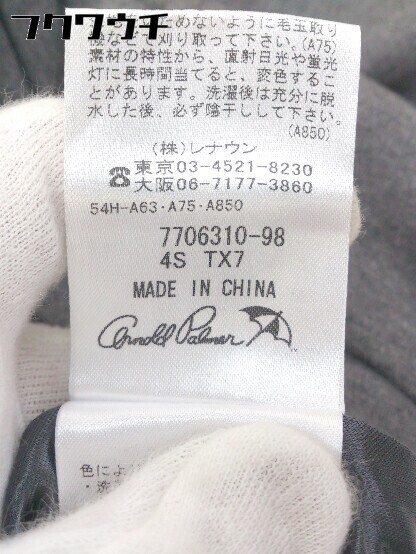 フクワウチ
ためないように毛玉取り
機などで刈り取って下さい。(A75)
素材の特性から、直射日光や蛍光
灯に長時間当てると、変色するこ
とがあります。洗濯後は充分に脱
水した後、必ず陰干しして下さい。
(A850)
(株)レナウン
☎東京03-4521-8230
☎大阪06-7177-3860
54H-A63・A75・A850
7706310-98
4S TX7
MADE IN CHINA
Arnold Palmer
色によ
・洗